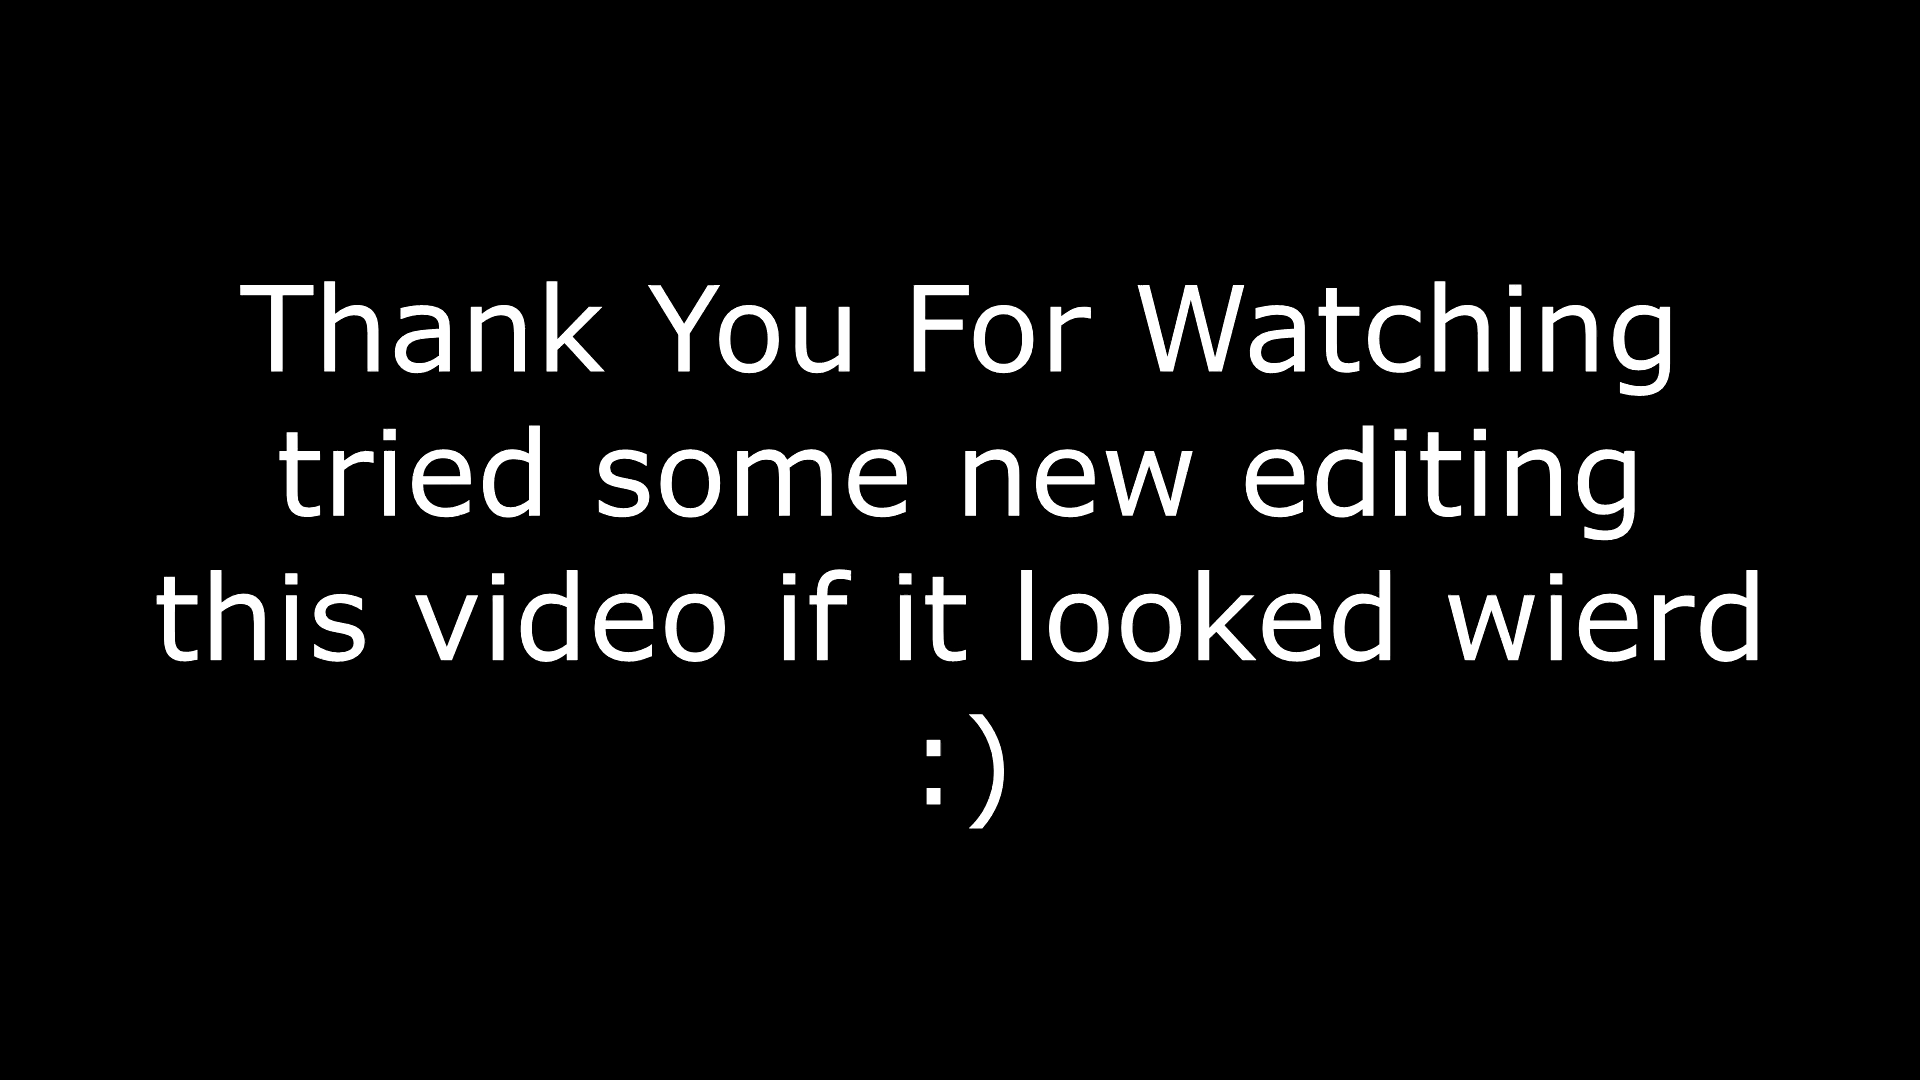 Thank You For Watching
tried some new editing
this video if it looked wierd
:)